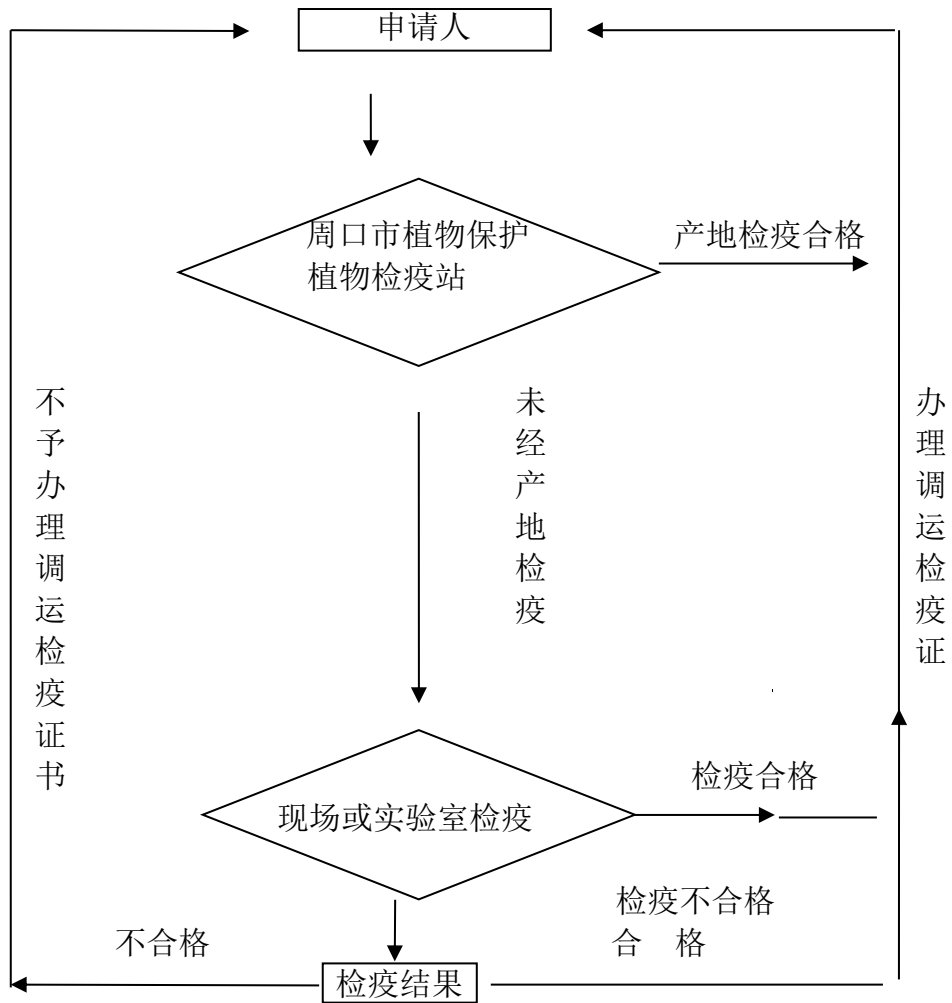 申请人
周口市植物保护
植物检疫站
产地检疫合格
不予办理调运检疫证书
未经产地检疫
办理调运检疫证
现场或实验室检疫
检疫合格
检疫不合格
不合格
合 格
检疫结果